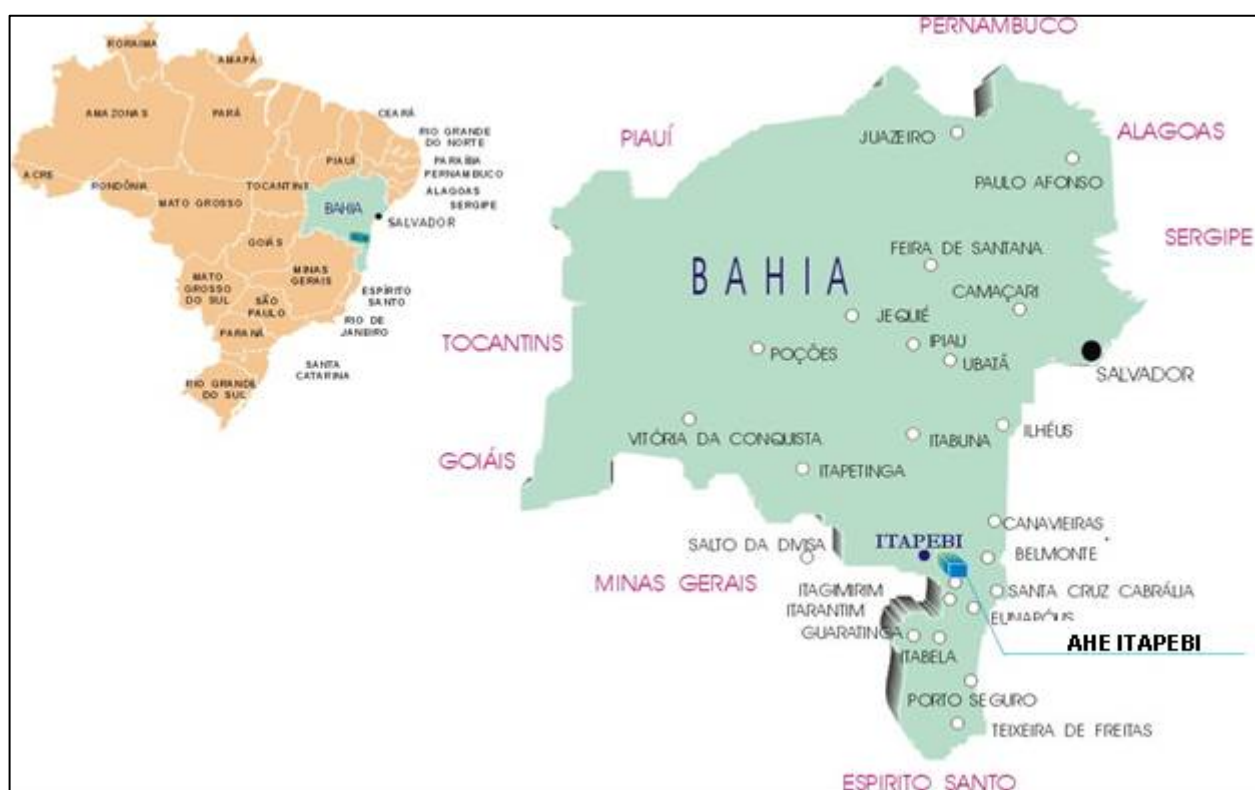 RORAIMA
AMAPÁ
AMAZONAS
PARÁ
CEARÁ
RIO GRANDE
DO NORTE
PIAUÍ
PARAÍBA
PERNAMBUCO
ACRE
RONDÔNIA
TOCANTINS
ALAGOAS
SERGIPE
MATO GROSSO
BAHIA
SALVADOR
GOIÁS
MINAS
GERAIS
MATO
GROSSO
DO SUL
ESPÍRITO
SANTO
SÃO
PAULO
RIO DE
JANEIRO
PARANÁ
SANTA
CATARINA
RIO GRANDE
DO SUL
PERNAMBUCO
PIAUÍ
JUAZEIRO
ALAGOAS
PAULO AFONSO
SERGIPE
FEIRA DE SANTANA
BAHIA
CAMAÇARI
JEQUIÉ
TOCANTINS
POÇÕES
IPIAU
UBATÃ
SALVADOR
VITÓRIA DA CONQUISTA
ITABUNA
ILHÉUS
GOIÁIS
ITAPETINGA
CANAVIEIRAS
SALTO DA DIVISA
ITAPEBI
BELMONTE
MINAS GERAIS
ITAGIMIRIM
SANTA CRUZ CABRÁLIA
ITARANTIM
EUNAPÓLIS
GUARATINGA
AHE ITAPEBI
ITABELA
PORTO SEGURO
TEIXEIRA DE FREITAS
ESPIRITO SANTO